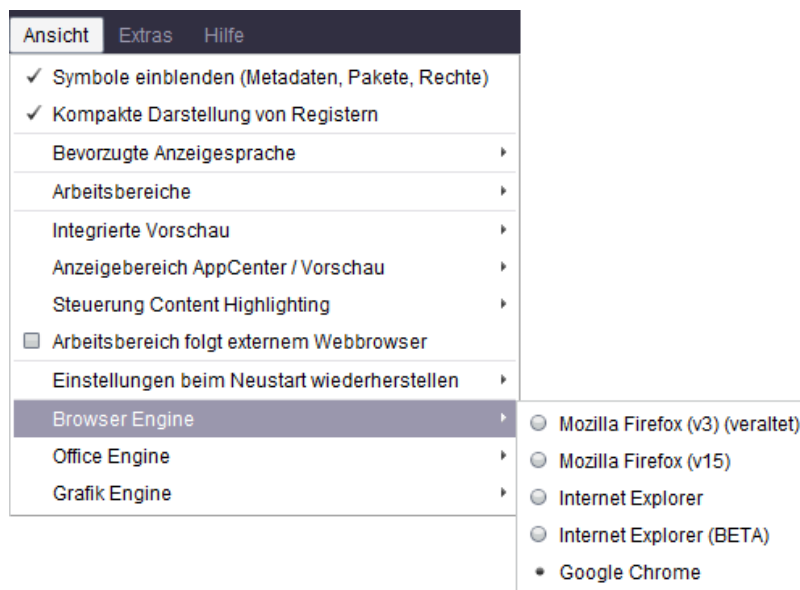 Ansicht Extras Hilfe
Symbole einblenden (Metadaten, Pakete, Rechte)
Kompakte Darstellung von Registern
Bevorzugte Anzeigesprache
Arbeitsbereiche
Integrierte Vorschau
Anzeigebereich AppCenter / Vorschau
Steuerung Content Highlighting
Arbeitsbereich folgt externem Webbrowser
Einstellungen beim Neustart wiederherstellen
Browser Engine
Office Engine
Grafik Engine
Mozilla Firefox (v3) (veraltet)
Mozilla Firefox (v15)
Internet Explorer
Internet Explorer (BETA)
Google Chrome